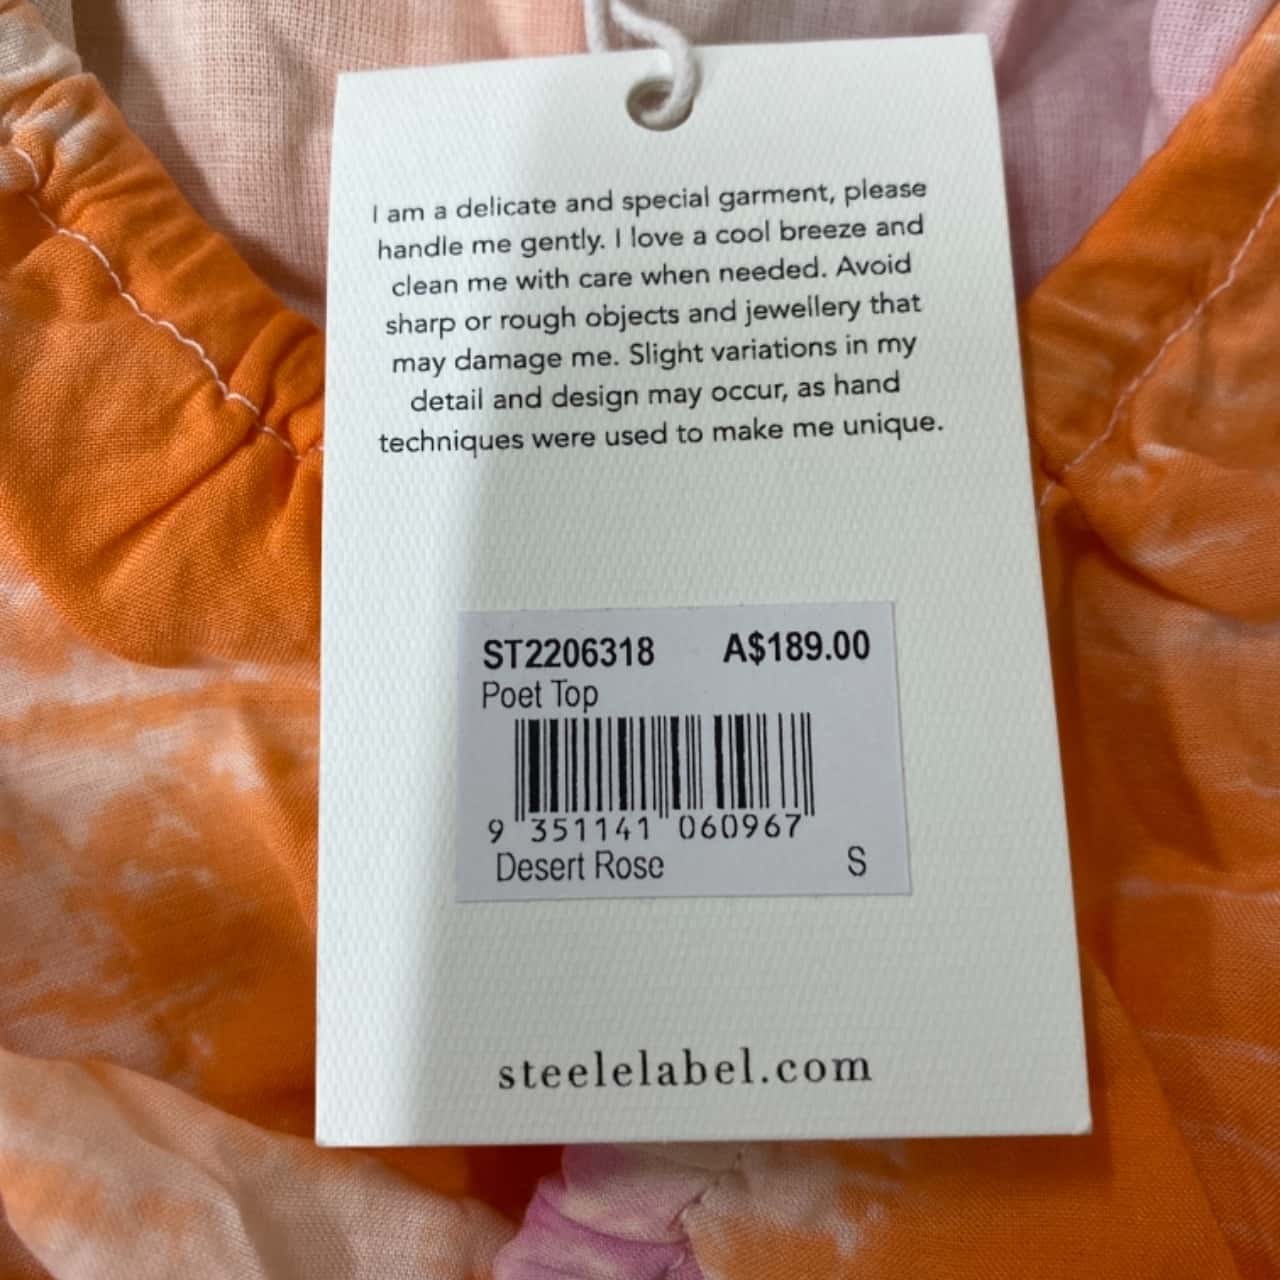 I am a delicate and special garment, please
handle me gently. I love a cool breeze and
clean me with care when needed. Avoid
sharp or rough objects and jewellery that
may damage me. Slight variations in my
detail and design may occur, as hand
techniques were used to make me unique.
ST2206318 A$189.00
Poet Top
9 351141 060967
Desert Rose S
steelelabel.com